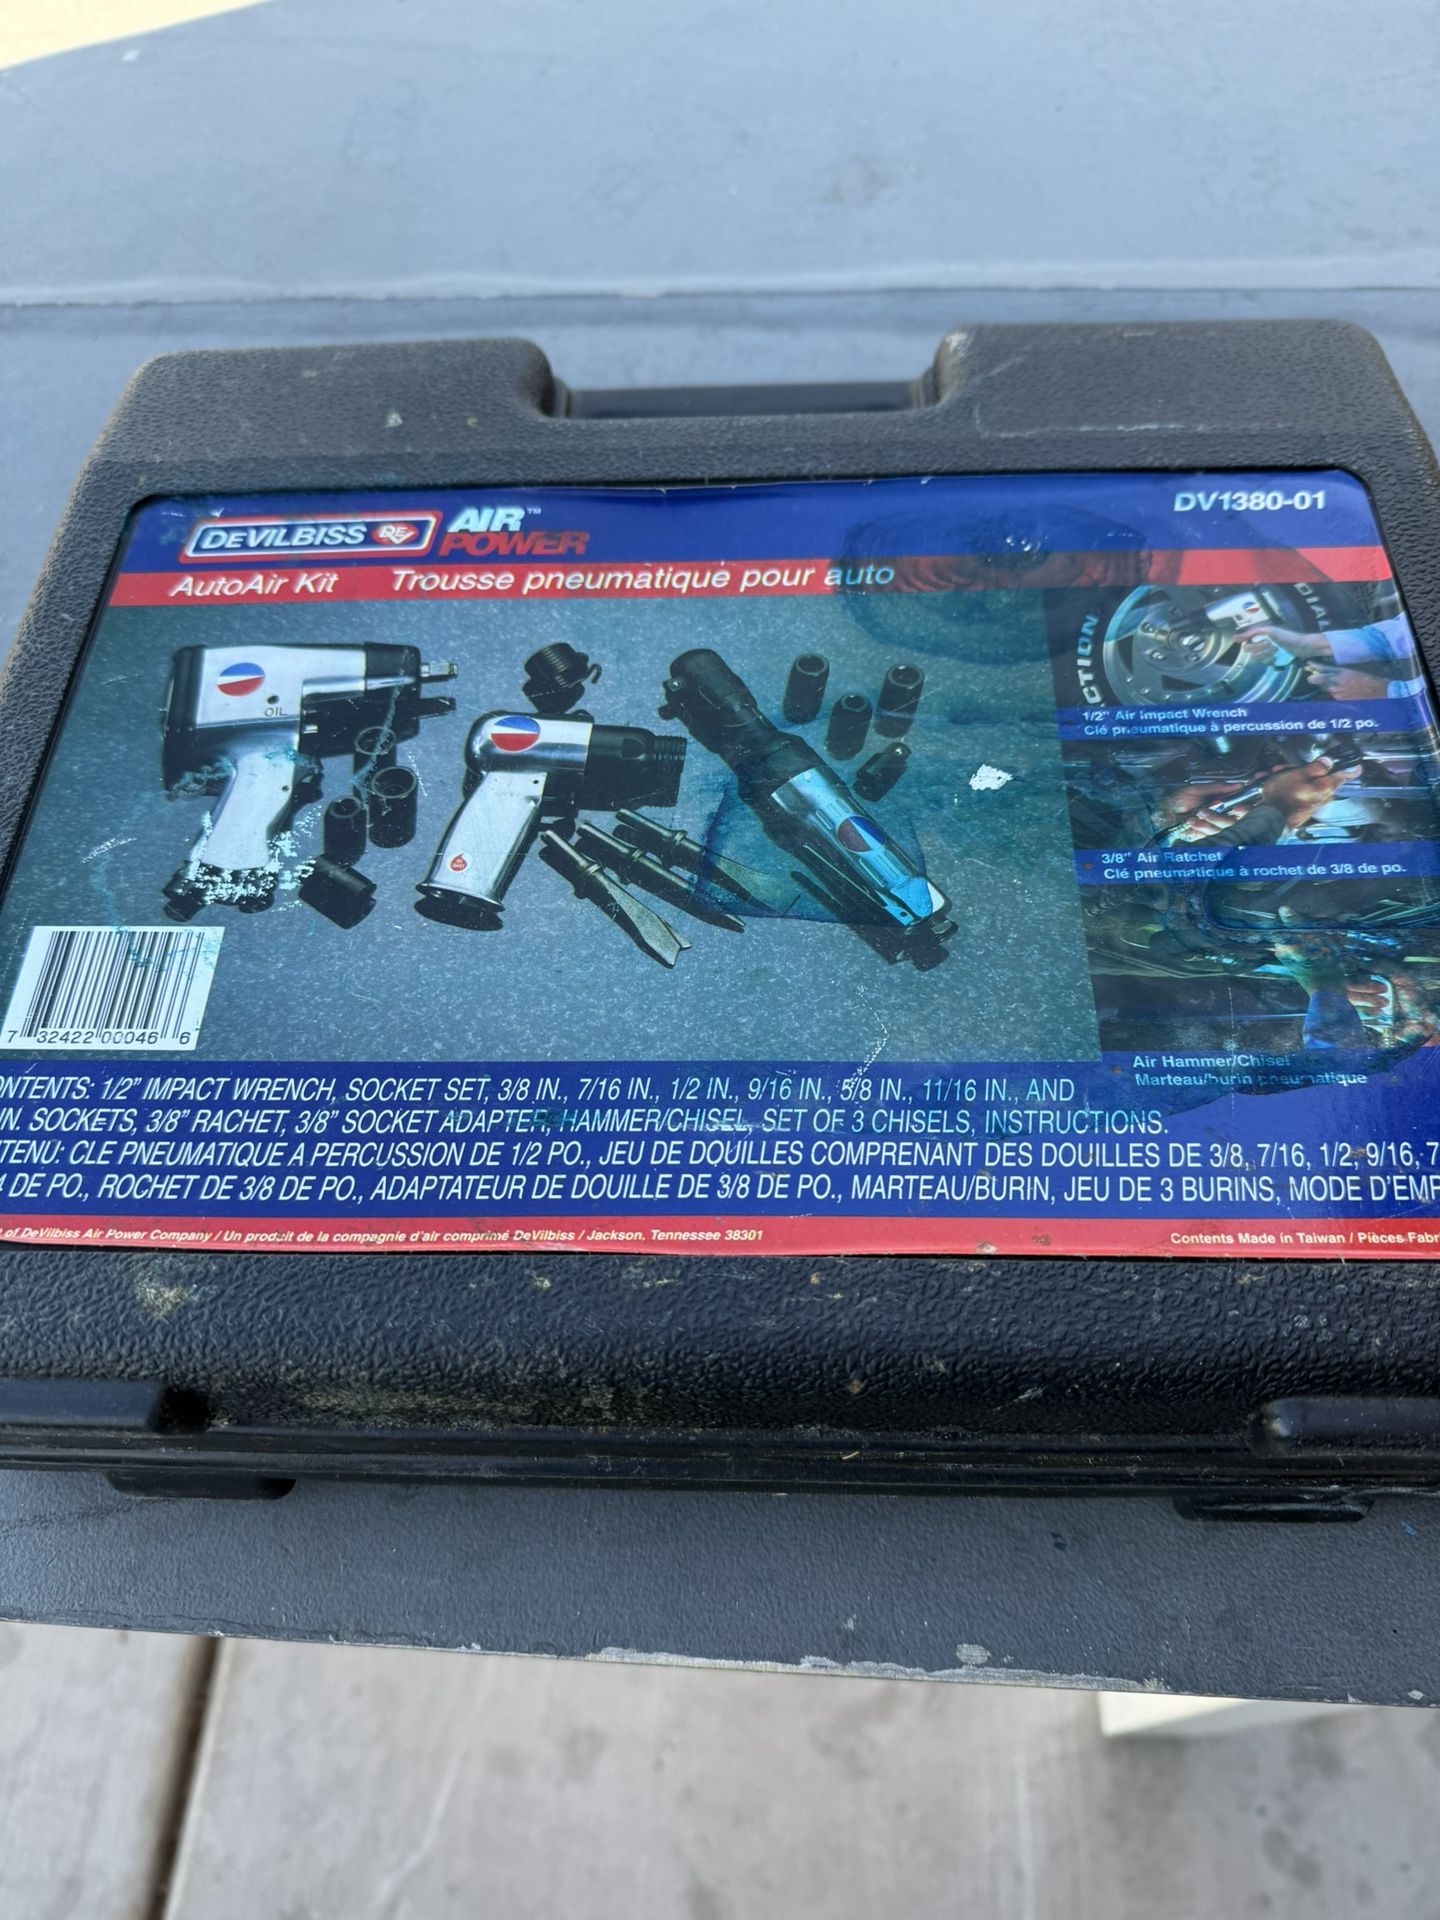 DEVILBISS DE AIR™ POWER
DV1380-01
AutoAir Kit Trousse pneumatique pour auto
OIL
ACTION
DIAL
1/2" Air Impact Wrench
Clé pneumatique à percussion de 1/2 po.
3/8" Air Ratchet
Clé pneumatique à rochet de 3/8 de po.
Air Hammer/Chisel
Marteau/burin pneumatique
7 32422 00046 6
ONTENTS: 1/2" IMPACT WRENCH, SOCKET SET, 3/8 IN., 7/16 IN., 1/2 IN., 9/16 IN., 5/8 IN., 11/16 IN., AND
IN. SOCKETS, 3/8" RACHET, 3/8" SOCKET ADAPTER, HAMMER/CHISEL, SET OF 3 CHISELS, INSTRUCTIONS.
TENU: CLE PNEUMATIQUE A PERCUSSION DE 1/2 PO., JEU DE DOUILLES COMPRENANT DES DOUILLES DE 3/8, 7/16, 1/2, 9/16, 7
4 DE PO., ROCHET DE 3/8 DE PO., ADAPTATEUR DE DOUILLE DE 3/8 DE PO., MARTEAU/BURIN, JEU DE 3 BURINS, MODE D'EMP
of DeVilbiss Air Power Company / Un produit de la compagnie d'air comprimé DeVilbiss / Jackson, Tennessee 38301
Contents Made in Taiwan / Pièces Fabri